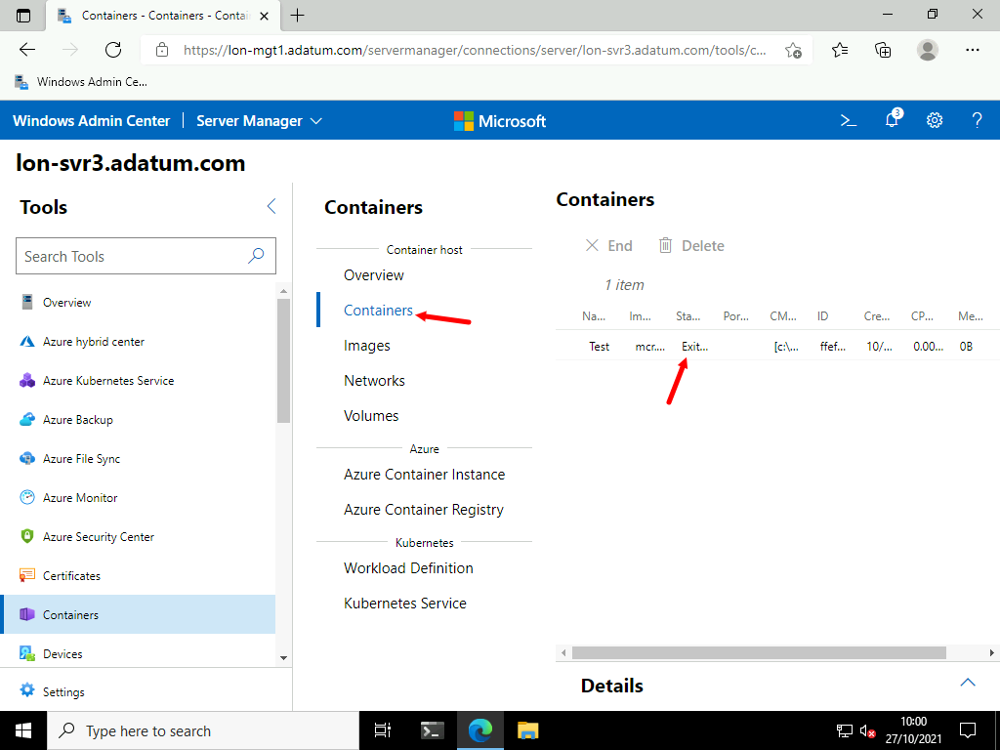 Containers - Containers - Contai
https://lon-mgt1.adatum.com/servermanager/connections/server/lon-svr3.adatum.com/tools/c...
Windows Admin Ce...
Windows Admin Center
Server Manager
Microsoft
3
lon-svr3.adatum.com
Tools
Search Tools
Overview
Azure hybrid center
Azure Kubernetes Service
Azure Backup
Azure File Sync
Azure Monitor
Azure Security Center
Certificates
Containers
Devices
Settings
Containers
Container host
Overview
Containers
Images
Networks
Volumes
Azure
Azure Container Instance
Azure Container Registry
Kubernetes
Workload Definition
Kubernetes Service
Containers
End Delete
1 item
Na... Im... Sta... Por... CM... ID Cre... CP... Me...
Test mcr.... Exit... [c:\... ffef... 10/... 0.00... 0B
Details
Type here to search
10:00
27/10/2021